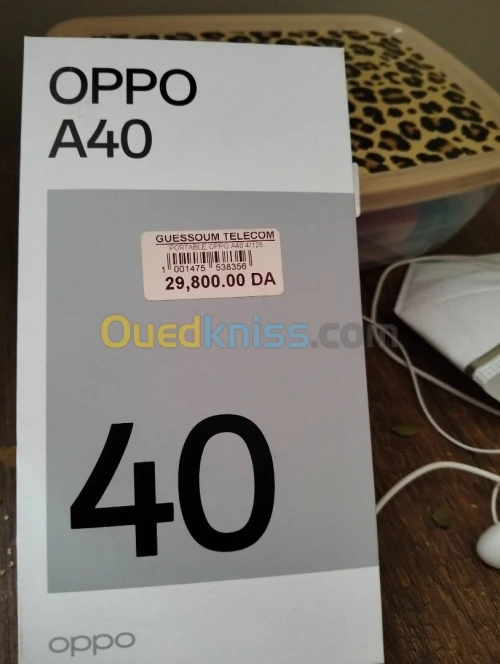 OPPO
A40
GUESSOUM TELECOM
PORTABLE OPPO A40 4/128
1 001475 538356
29,800.00 DA
Ouedkniss.com
40
oppo